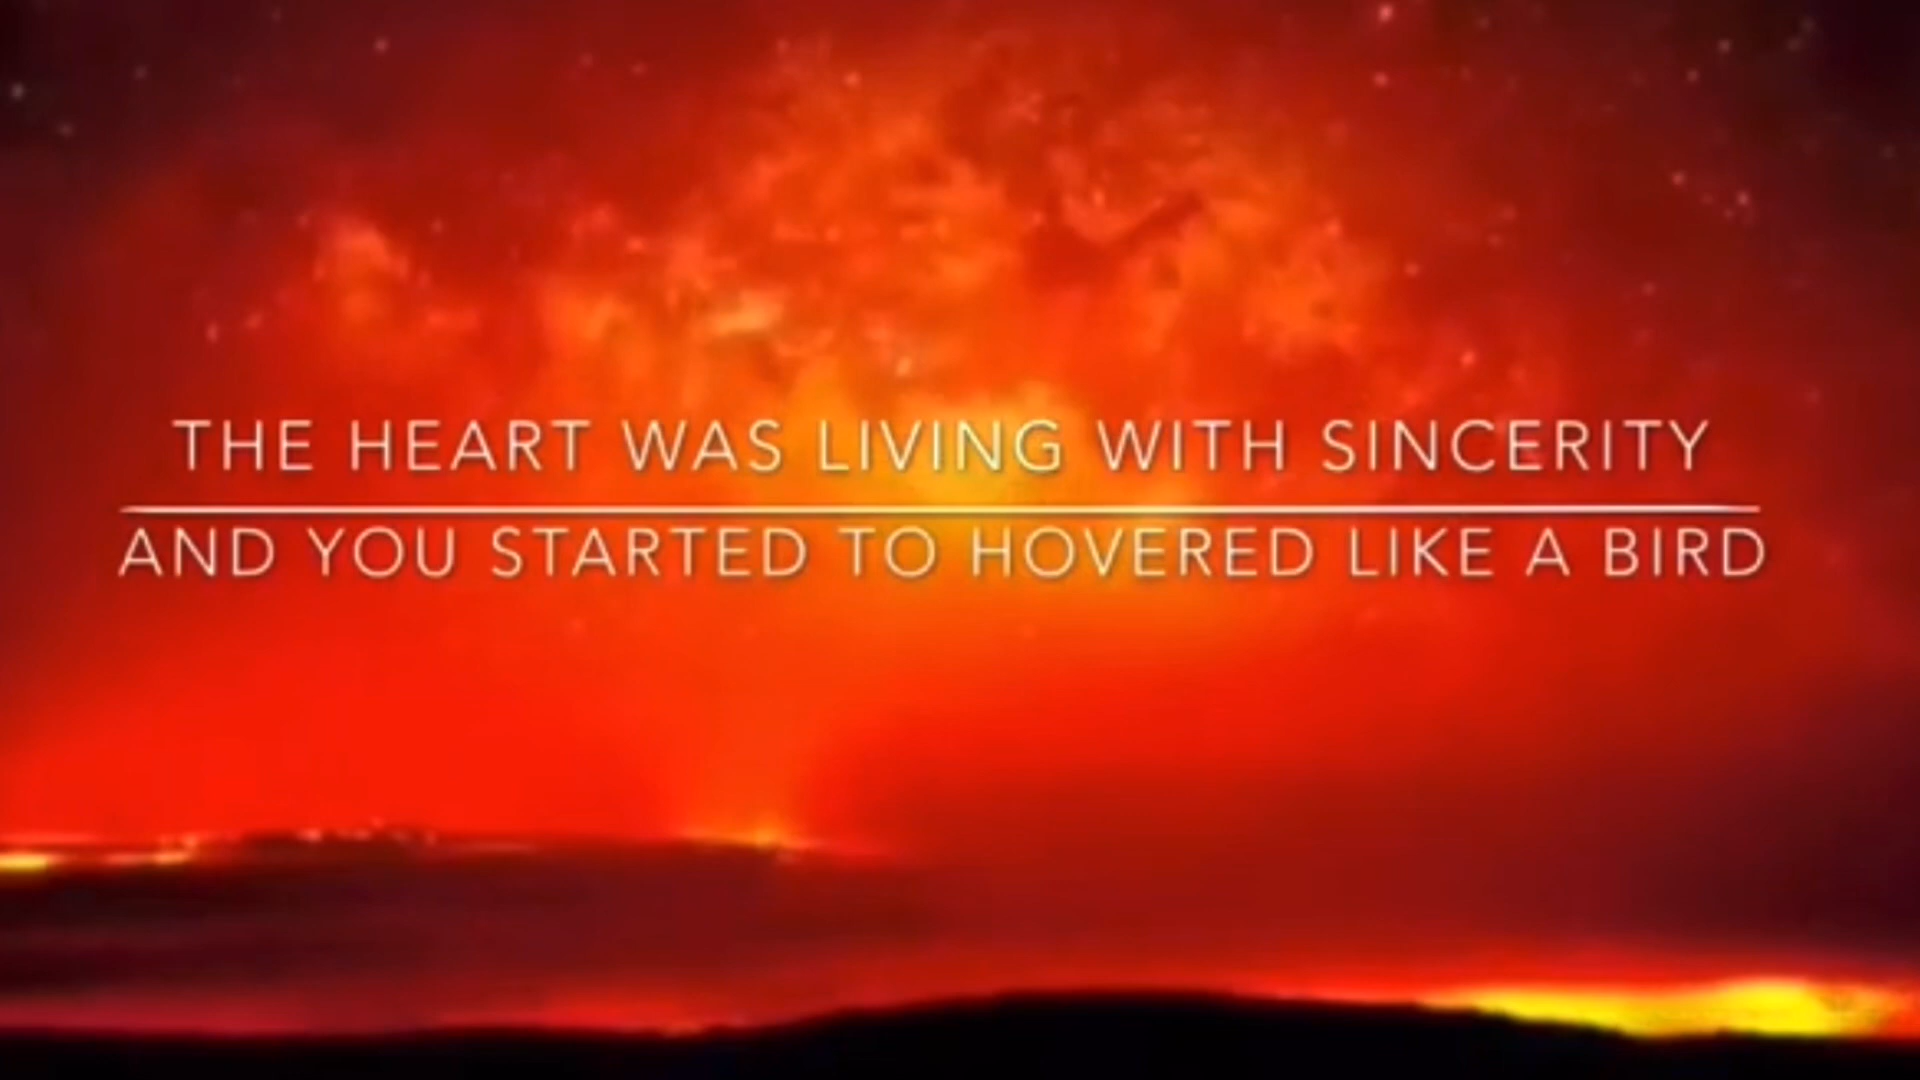 THE HEART WAS LIVING WITH SINCERITY
AND YOU STARTED TO HOVERED LIKE A BIRD